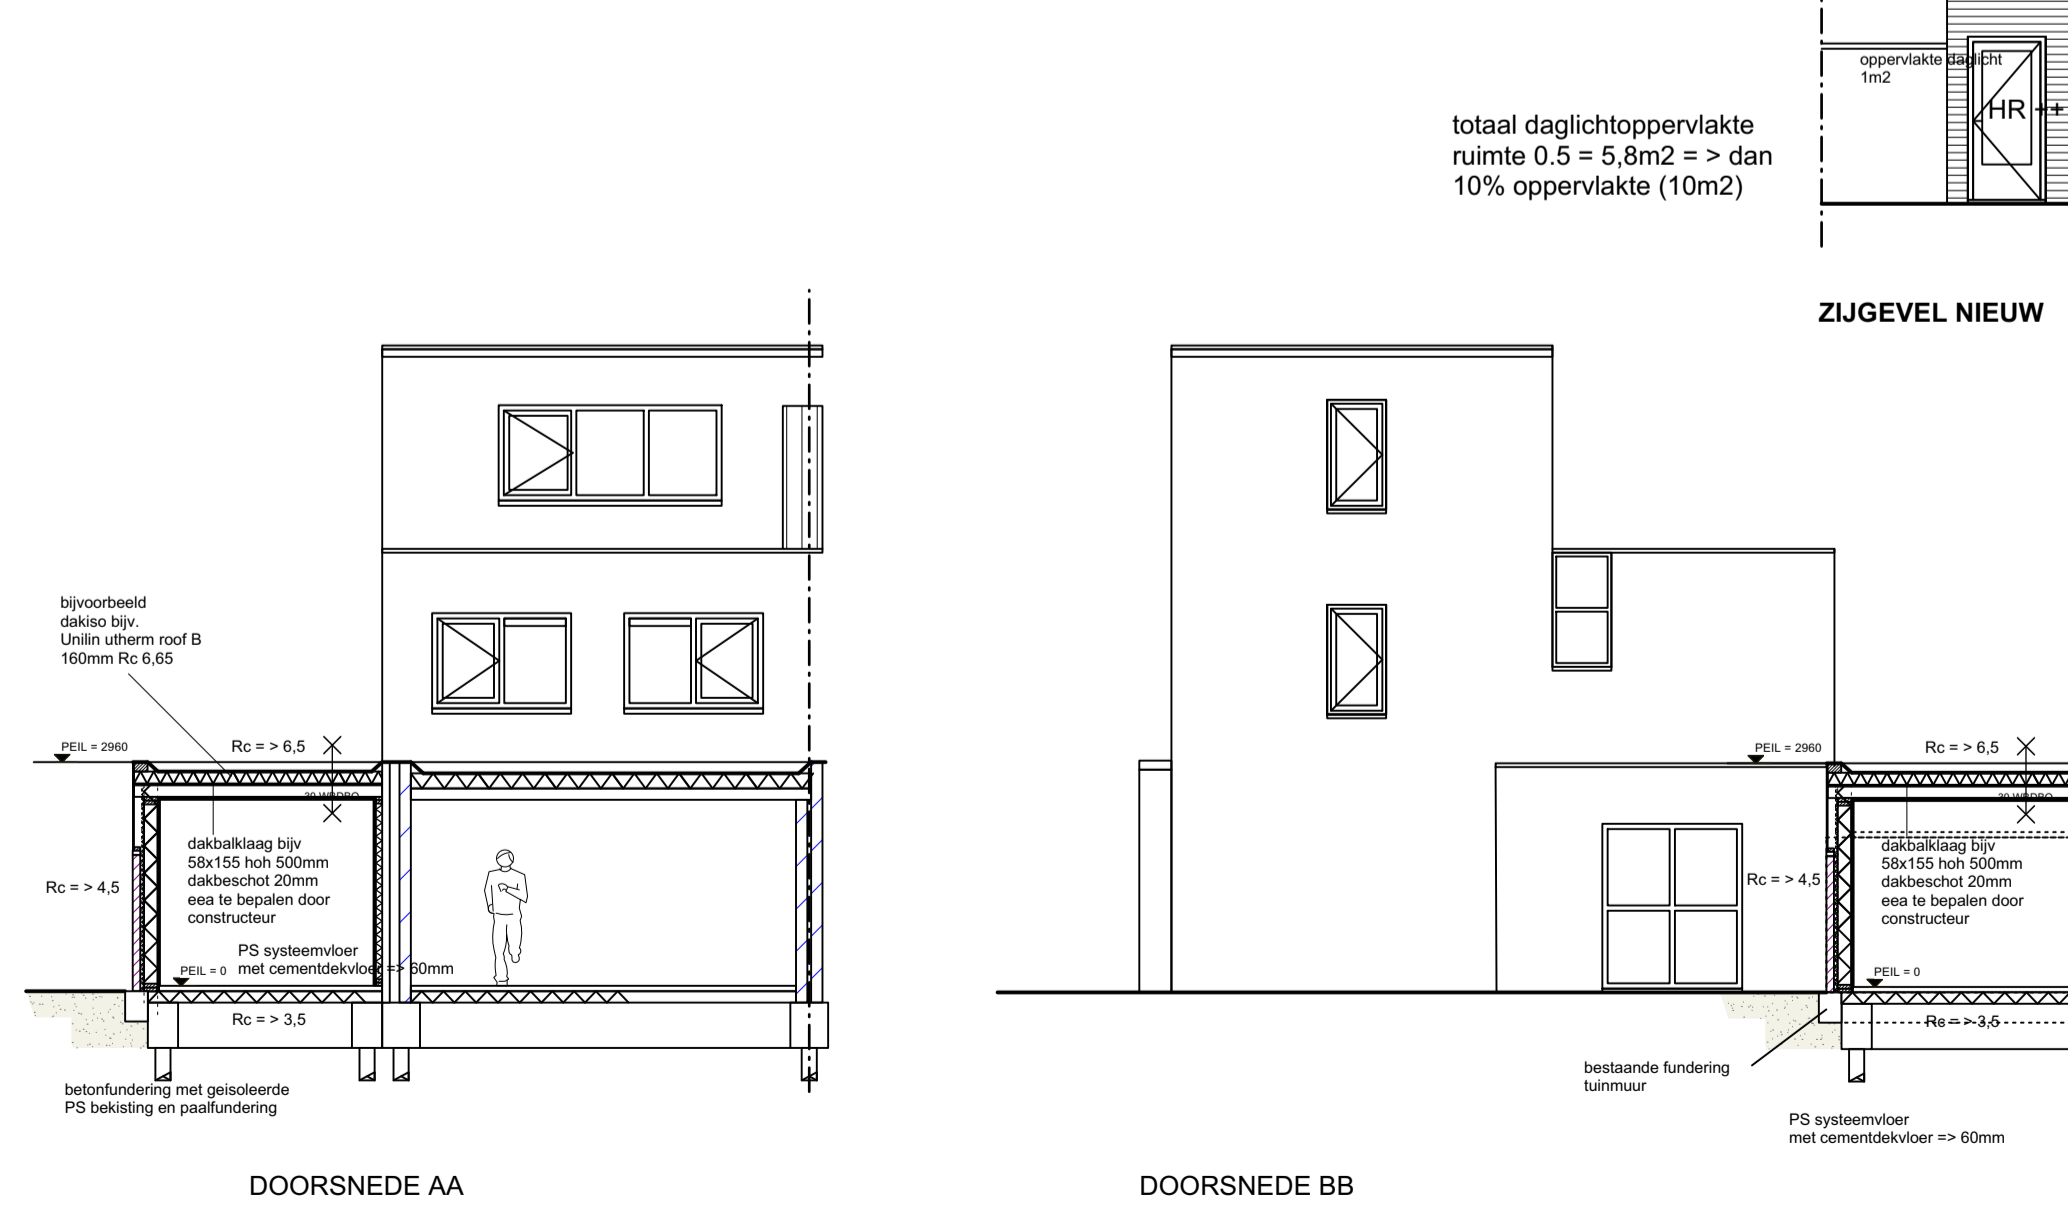 oppervlakte daglicht
1m2
HR ++
totaal daglichtoppervlakte
ruimte 0.5 = 5,8m2 = > dan
10% oppervlakte (10m2)
ZIJGEVEL NIEUW
bijvoorbeeld
dakiso bijv.
Unilin utherm roof B
160mm Rc 6,65
PEIL = 2960
Rc = > 6,5
dakbalklaag bijv
58x155 hoh 500mm
dakbeschot 20mm
eea te bepalen door
constructeur
Rc = > 4,5
PS systeemvloer
met cementdekvloer => 60mm
PEIL = 0
Rc = > 3,5
betonfundering met geisoleerde
PS bekisting en paalfundering
DOORSNEDE AA
PEIL = 2960
Rc = > 6,5
30 WBDBO
30 WBDBO
dakbalklaag bijv
58x155 hoh 500mm
dakbeschot 20mm
eea te bepalen door
constructeur
Rc = > 4,5
PEIL = 0
Rc = > 3,5
bestaande fundering
tuinmuur
PS systeemvloer
met cementdekvloer => 60mm
DOORSNEDE BB